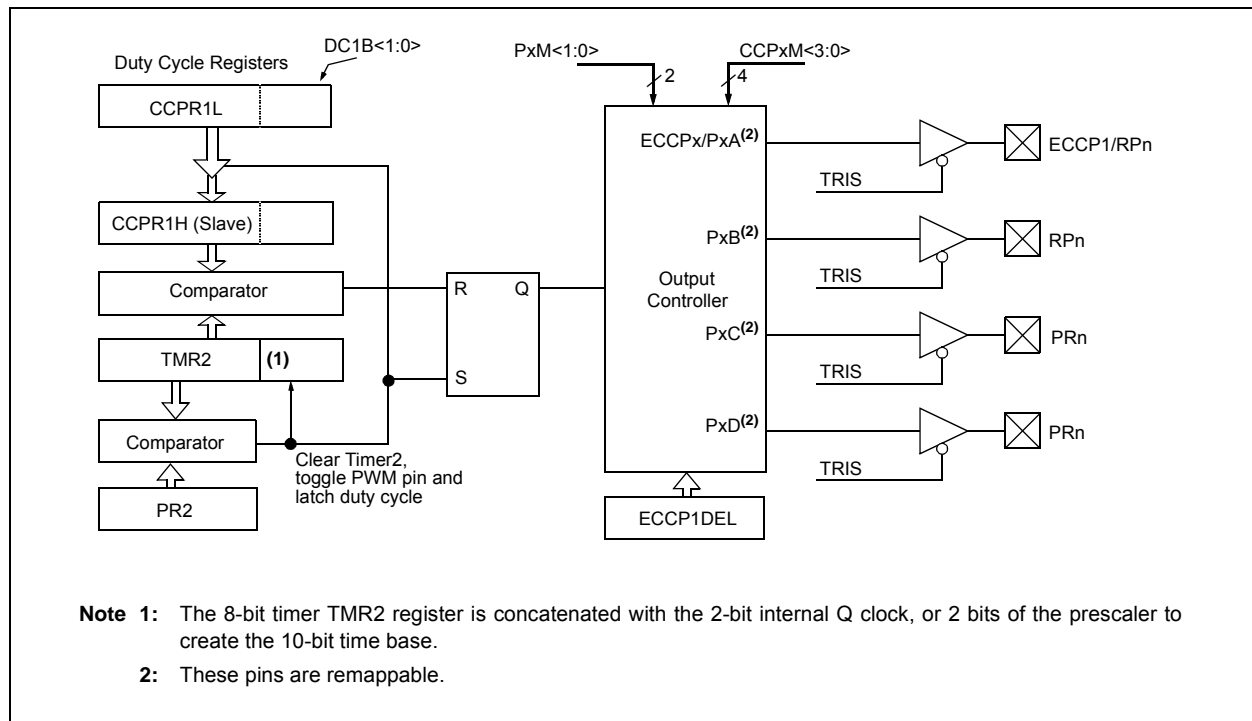 DC1B<1:0>
Duty Cycle Registers
CCPR1L
CCPR1H (Slave)
Comparator
TMR2
(1)
Comparator
PR2
Clear Timer2,
toggle PWM pin and
latch duty cycle
R
Q
S
PxM<1:0>
2
CCPxM<3:0>
4
ECCPx/PxA(2)
PxB(2)
Output
Controller
PxC(2)
PxD(2)
ECCP1DEL
TRIS
ECCP1/RPn
TRIS
RPn
TRIS
PRn
TRIS
PRn
Note 1: The 8-bit timer TMR2 register is concatenated with the 2-bit internal Q clock, or 2 bits of the prescaler to
create the 10-bit time base.
2: These pins are remappable.